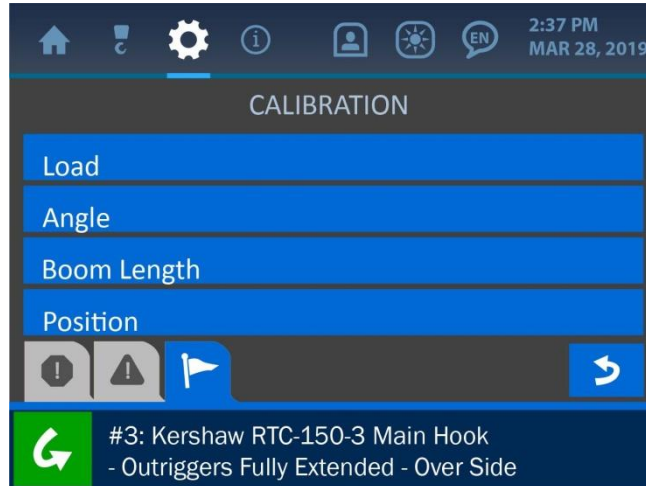 EN
2:37 PM
MAR 28, 2019
CALIBRATION
Load
Angle
Boom Length
Position
#3: Kershaw RTC-150-3 Main Hook
- Outriggers Fully Extended - Over Side